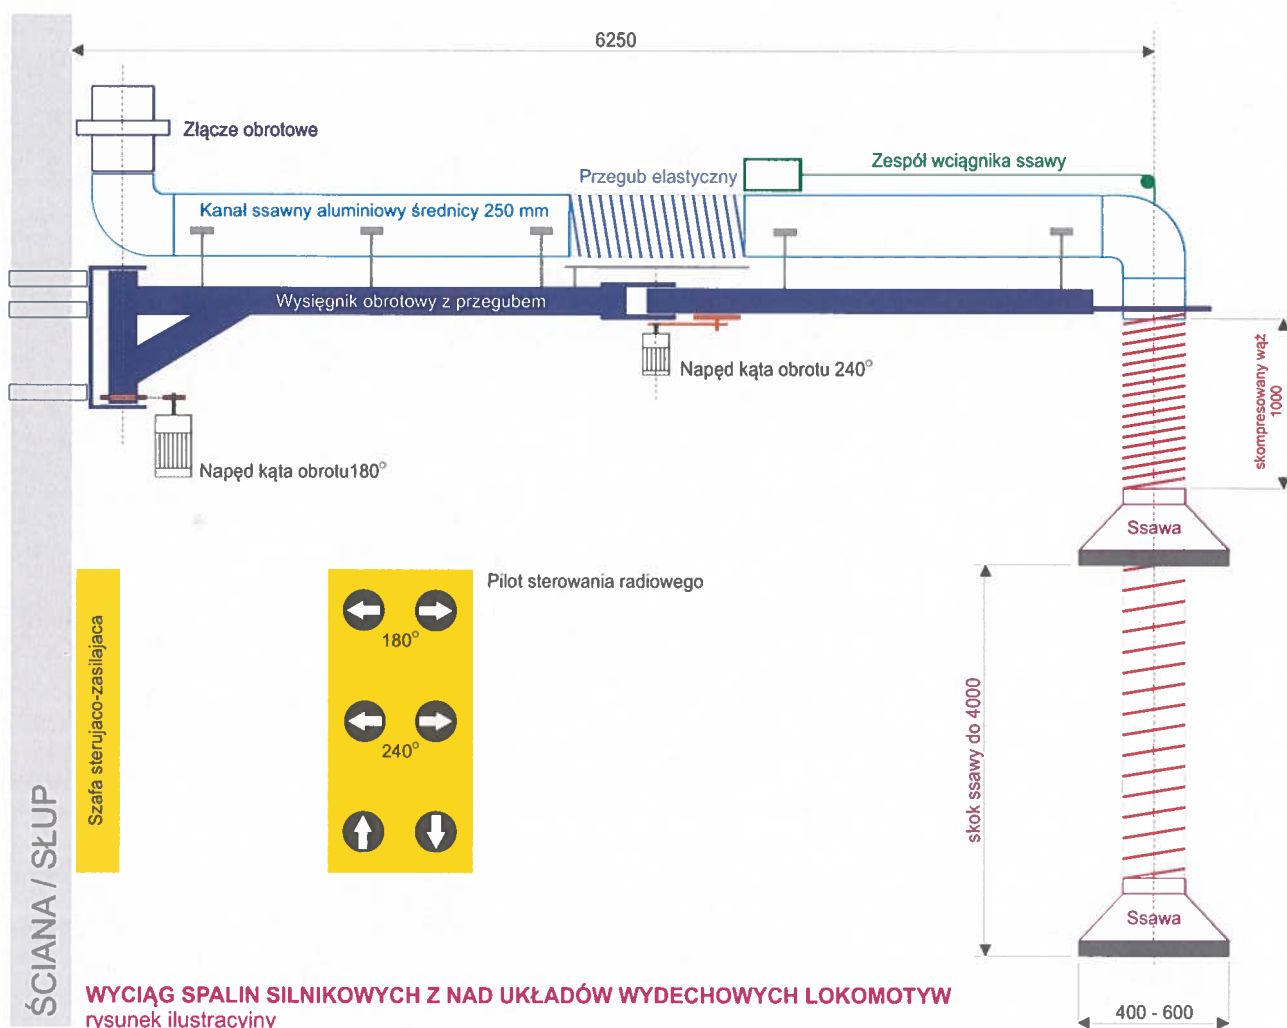 6250
Złącze obrotowe
Zespół wciągnika ssawy
Przegub elastyczny
Kanał ssawny aluminiowy średnicy 250 mm
Wysięgnik obrotowy z przegubem
Napęd kąta obrotu 240°
Napęd kąta obrotu180°
skompresowany wąż
1000
Ssawa
Pilot sterowania radiowego
180°
240°
Szafa sterujaco-zasilajaca
skok ssawy do 4000
Ssawa
ŚCIANA / SŁUP
WYCIĄG SPALIN SILNIKOWYCH Z NAD UKŁADÓW WYDECHOWYCH LOKOMOTYW
rysunek ilustracyjny
400 - 600